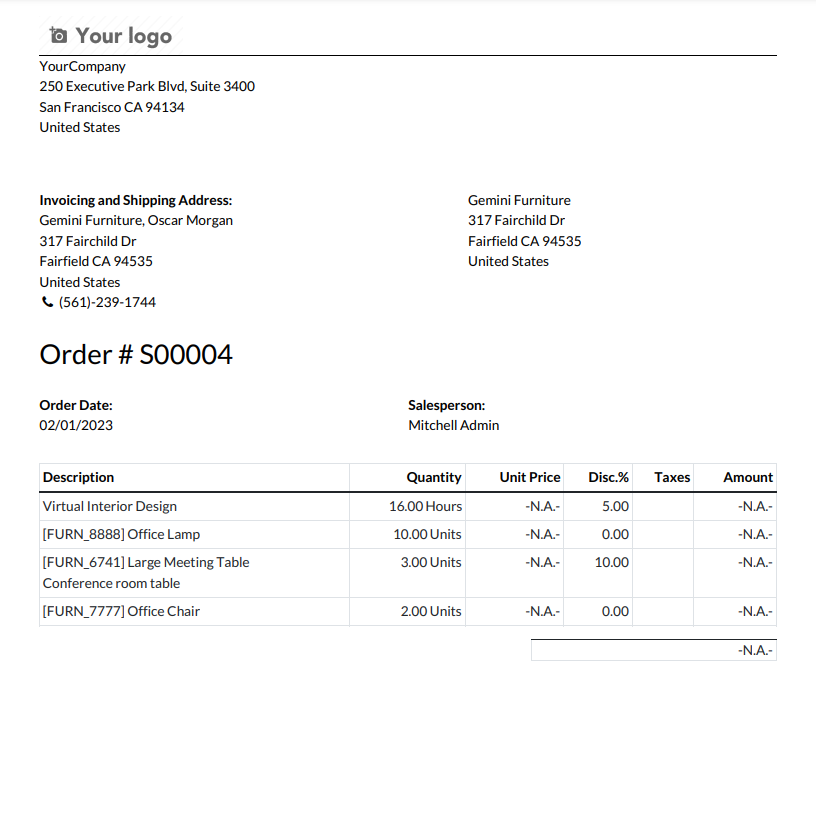 Your logo
YourCompany
250 Executive Park Blvd, Suite 3400
San Francisco CA 94134
United States
Invoicing and Shipping Address:
Gemini Furniture, Oscar Morgan
317 Fairchild Dr
Fairfield CA 94535
United States
(561)-239-1744
Gemini Furniture
317 Fairchild Dr
Fairfield CA 94535
United States
Order # S00004
Order Date:
02/01/2023
Salesperson:
Mitchell Admin
Description Quantity Unit Price Disc.% Taxes Amount
Virtual Interior Design 16.00 Hours -N.A.- 5.00 -N.A.-
[FURN_8888] Office Lamp 10.00 Units -N.A.- 0.00 -N.A.-
[FURN_6741] Large Meeting Table 3.00 Units -N.A.- 10.00 -N.A.-
Conference room table
[FURN_7777] Office Chair 2.00 Units -N.A.- 0.00 -N.A.-
-N.A.-